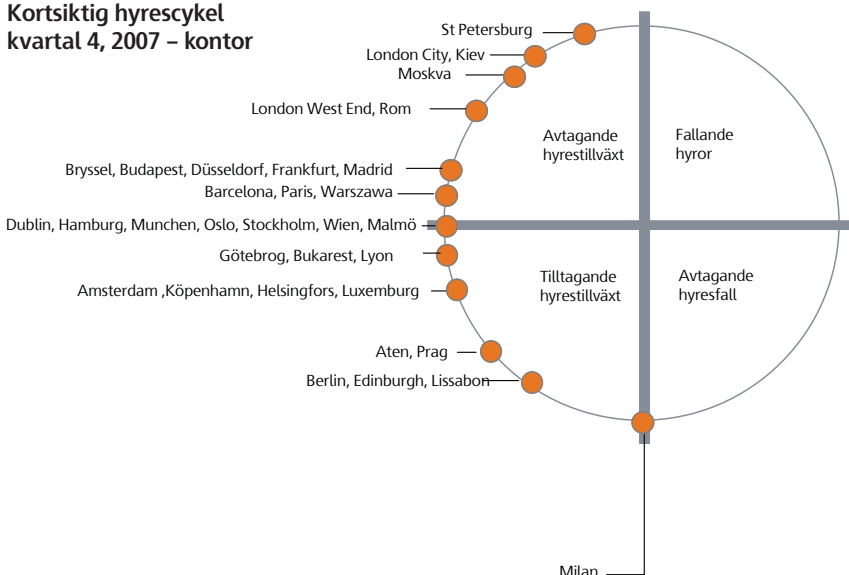 Kortsiktig hyrescykel
kvartal 4, 2007 – kontor
St Petersburg
London City, Kiev
Moskva
London West End, Rom
Avtagande
hyrestillväxt
Fallande
hyror
Bryssel, Budapest, Düsseldorf, Frankfurt, Madrid
Barcelona, Paris, Warszawa
Dublin, Hamburg, Munchen, Oslo, Stockholm, Wien, Malmö
Götebrog, Bukarest, Lyon
Tilltagande
hyrestillväxt
Avtagande
hyresfall
Amsterdam ,Köpenhamn, Helsingfors, Luxemburg
Aten, Prag
Berlin, Edinburgh, Lissabon
Milan